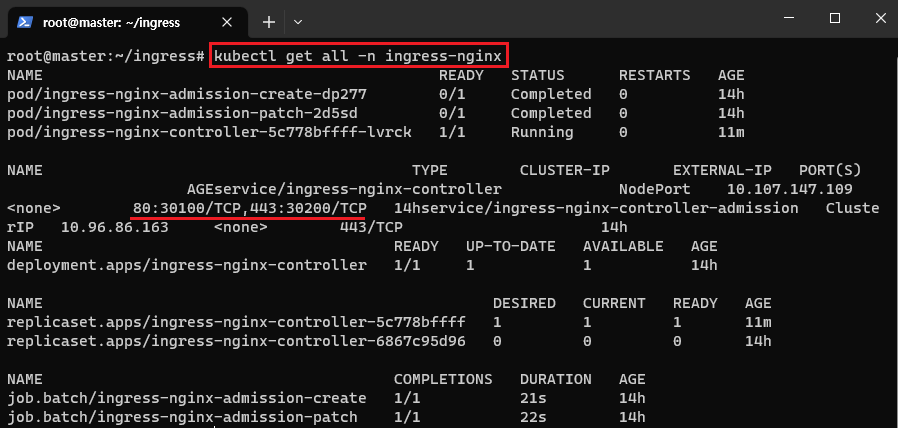 root@master: ~/ingress
root@master:~/ingress# kubectl get all -n ingress-nginx
NAME READY STATUS RESTARTS AGE
pod/ingress-nginx-admission-create-dp277 0/1 Completed 0 14h
pod/ingress-nginx-admission-patch-2d5sd 0/1 Completed 0 14h
pod/ingress-nginx-controller-5c778bffff-lvrck 1/1 Running 0 11m
NAME TYPE CLUSTER-IP EXTERNAL-IP PORT(S)
AGEservice/ingress-nginx-controller NodePort 10.107.147.109
<none> 80:30100/TCP,443:30200/TCP 14hservice/ingress-nginx-controller-admission Cluste
rIP 10.96.86.163 <none> 443/TCP 14h
NAME READY UP-TO-DATE AVAILABLE AGE
deployment.apps/ingress-nginx-controller 1/1 1 1 14h
NAME DESIRED CURRENT READY AGE
replicaset.apps/ingress-nginx-controller-5c778bffff 1 1 1 11m
replicaset.apps/ingress-nginx-controller-6867c95d96 0 0 0 14h
NAME COMPLETIONS DURATION AGE
job.batch/ingress-nginx-admission-create 1/1 21s 14h
job.batch/ingress-nginx-admission-patch 1/1 22s 14h